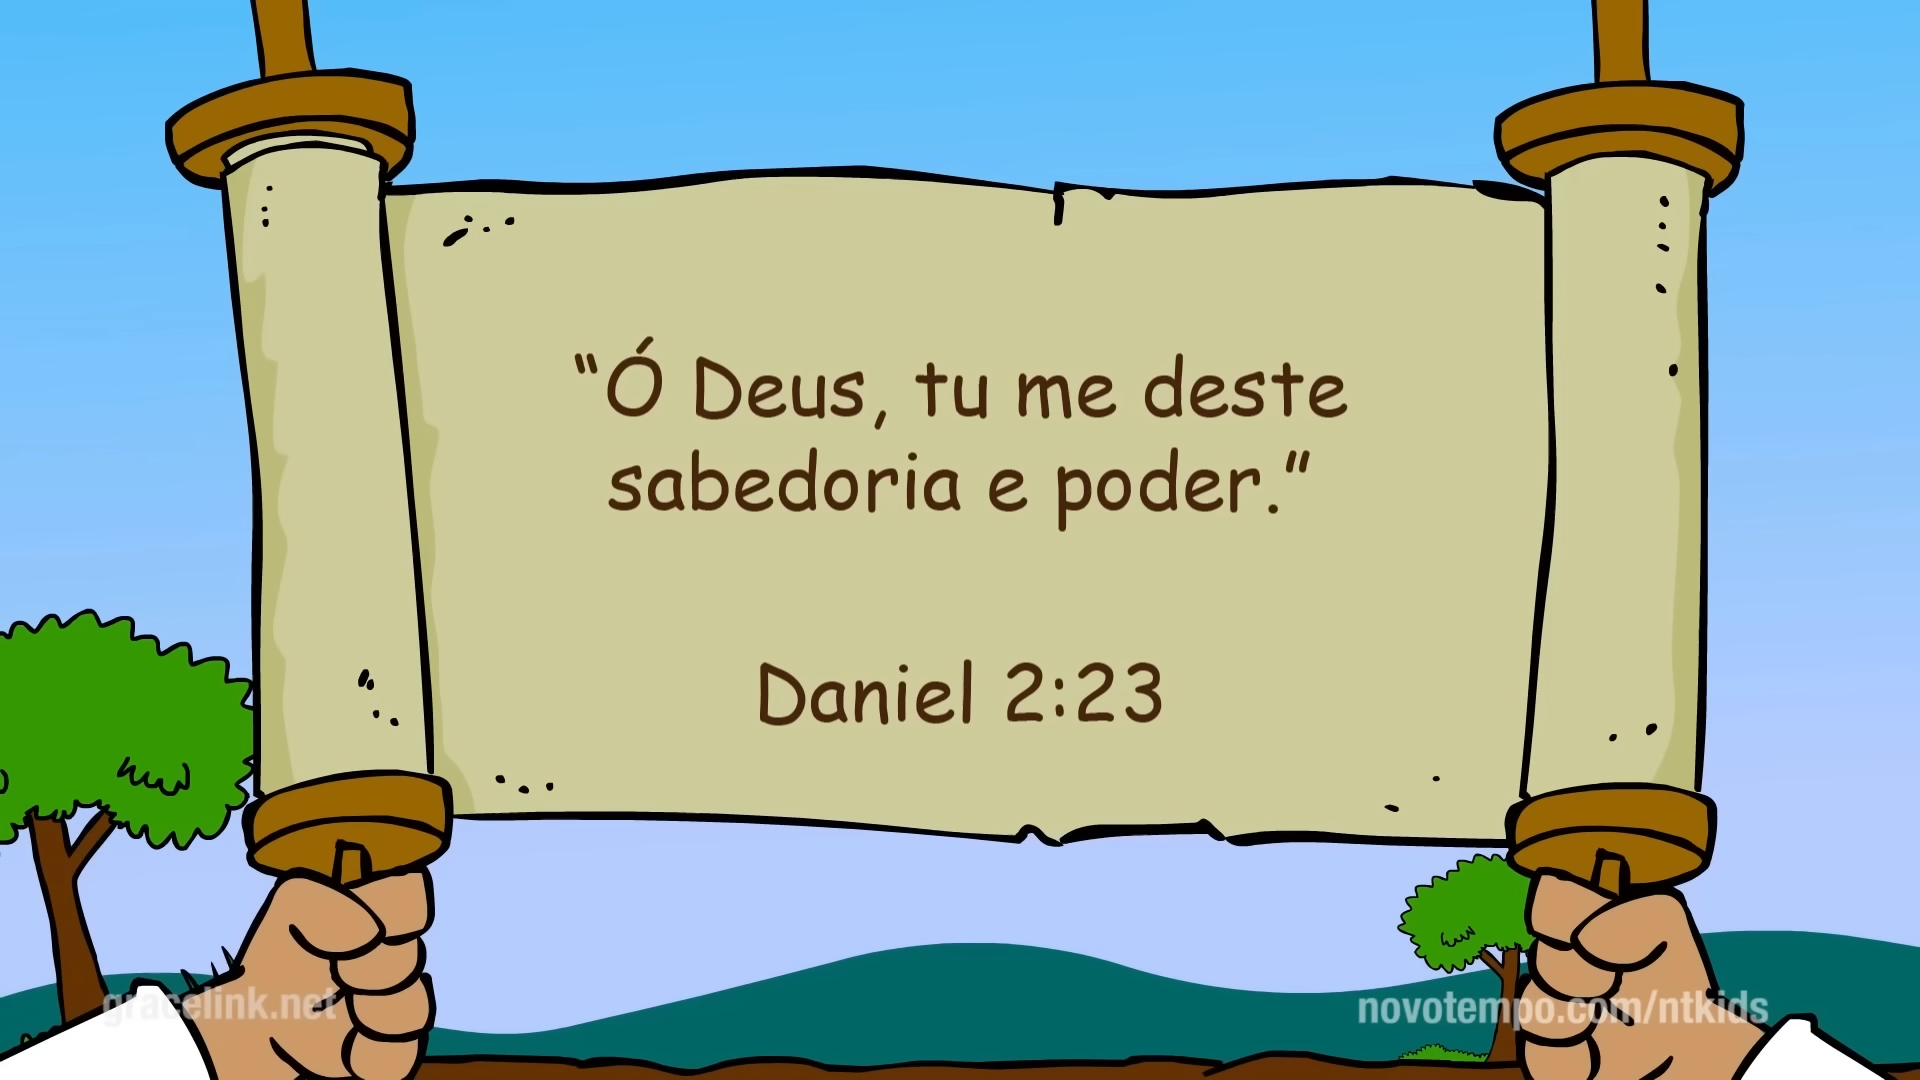 “Ó Deus, tu me deste
sabedoria e poder.”
Daniel 2:23
gracelink.net
novotempo.com/ntkids